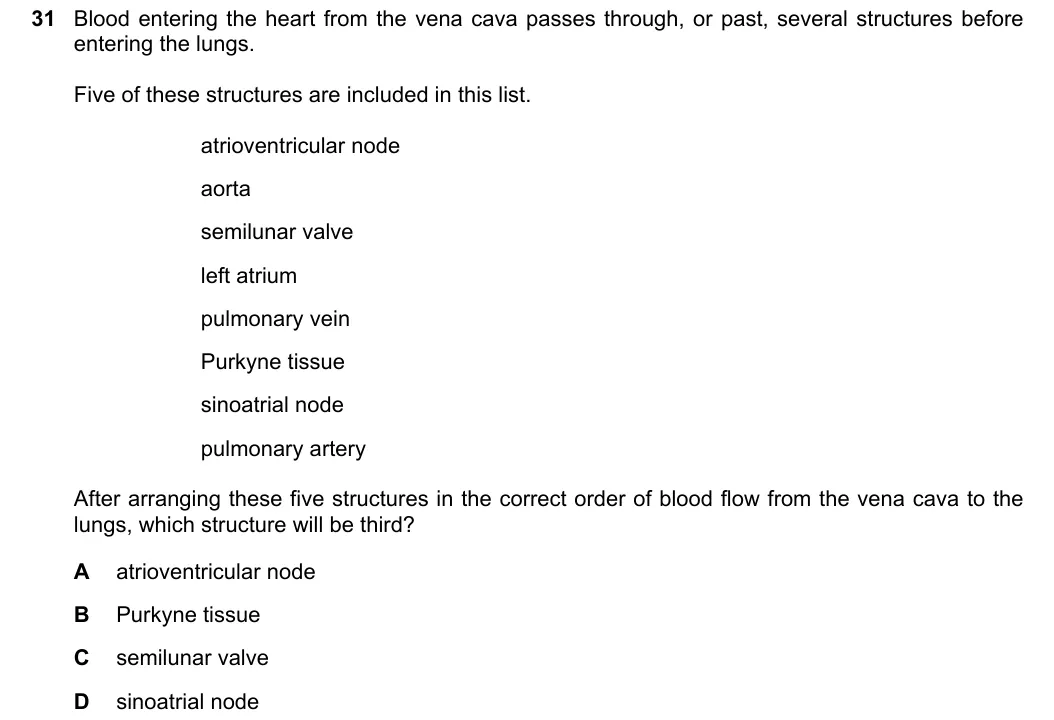 31 Blood entering the heart from the vena cava passes through, or past, several structures before
entering the lungs.
Five of these structures are included in this list.
atrioventricular node
aorta
semilunar valve
left atrium
pulmonary vein
Purkyne tissue
sinoatrial node
pulmonary artery
After arranging these five structures in the correct order of blood flow from the vena cava to the
lungs, which structure will be third?
A atrioventricular node
B Purkyne tissue
C semilunar valve
D sinoatrial node